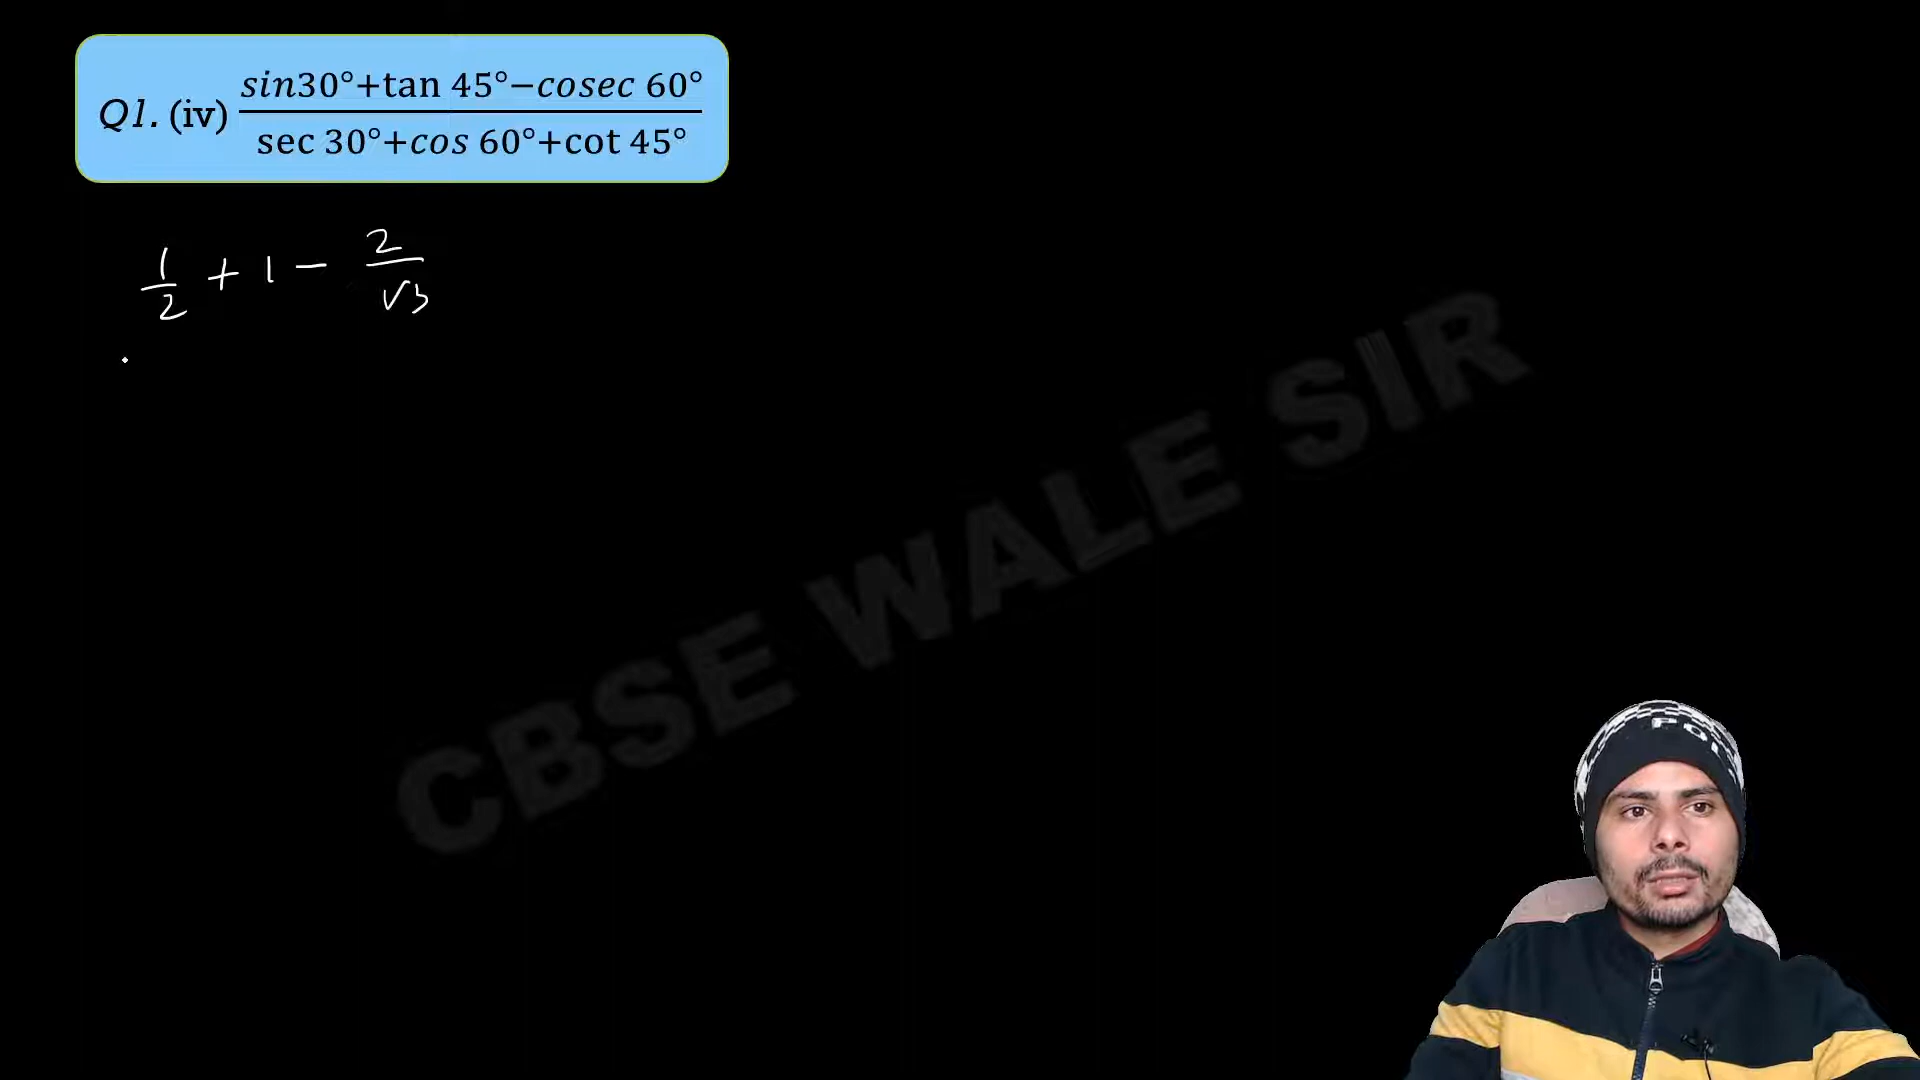 Q1. (iv) sin30°+tan 45°−cosec 60°
sec 30°+cos 60°+cot 45°
1/2 + 1 − 2/√3
CBSE WALE SIR
POL